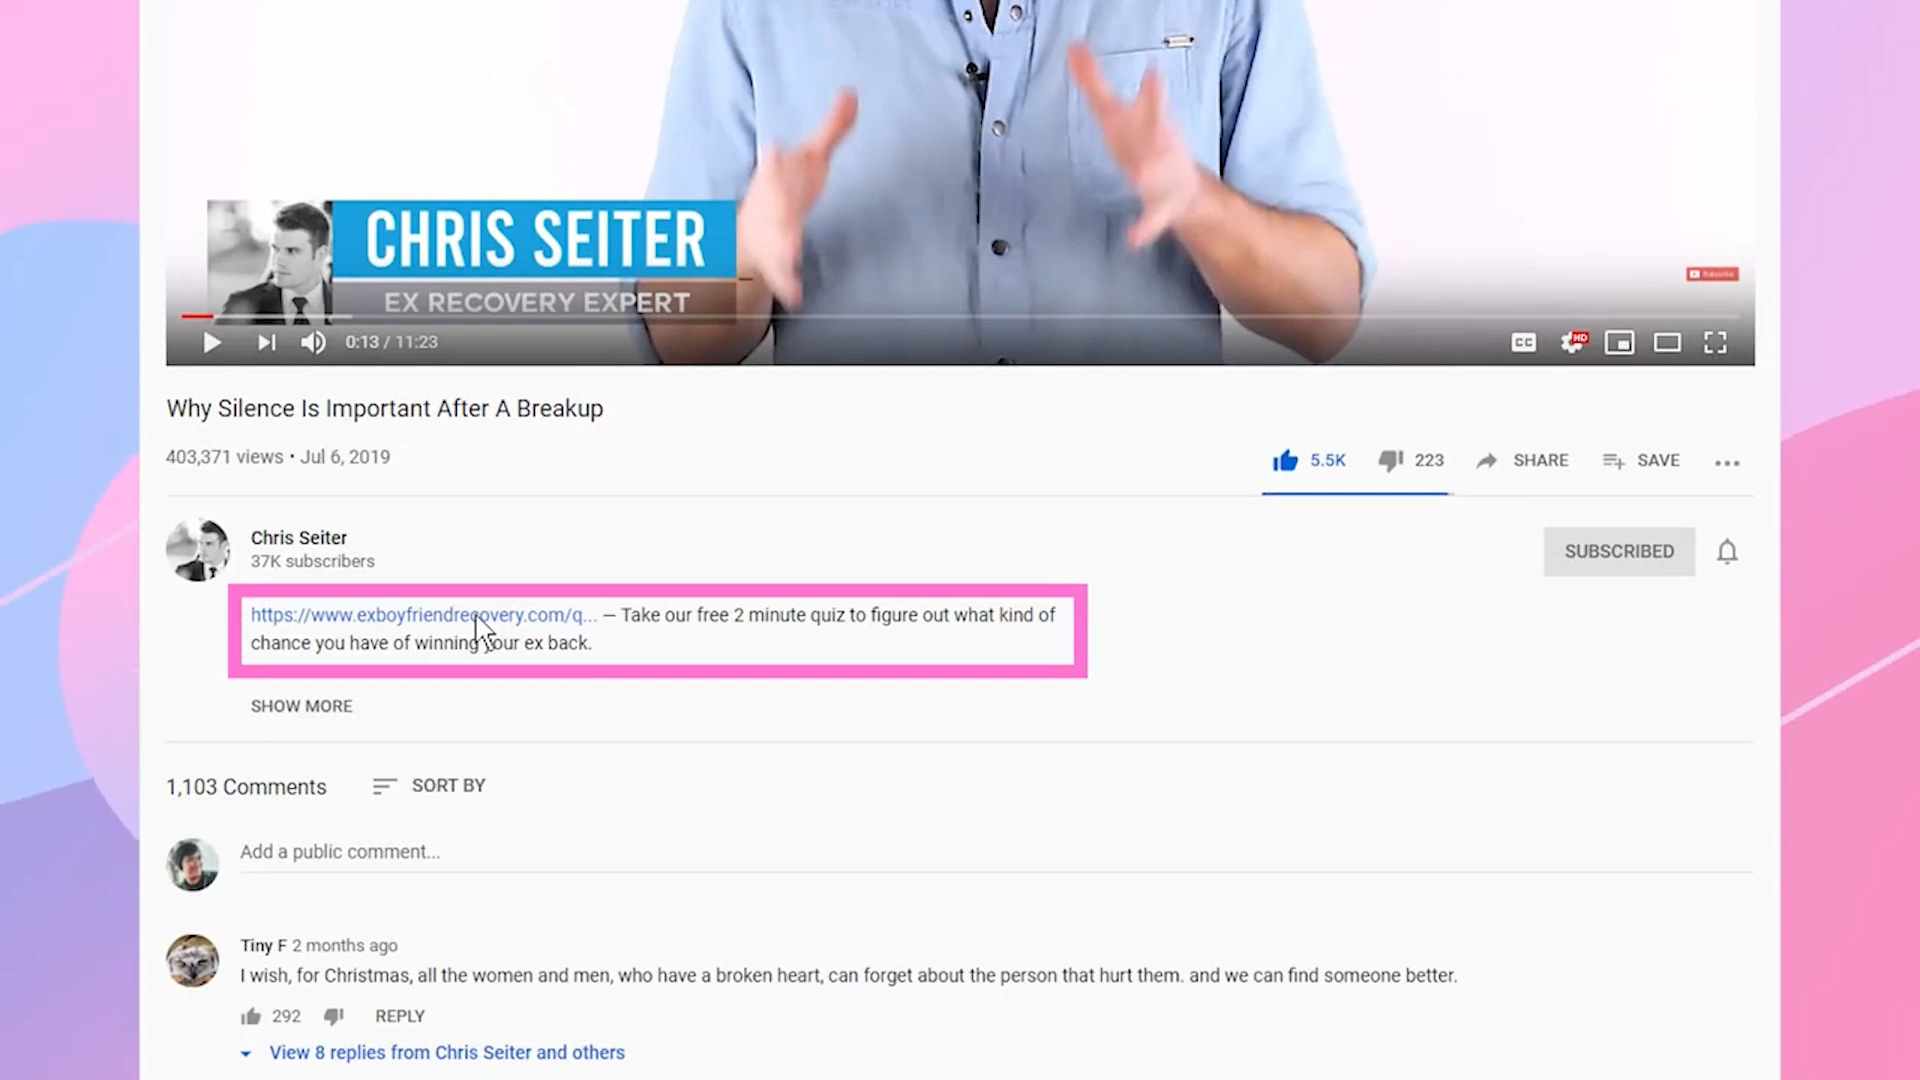 CHRIS SEITER
EX RECOVERY EXPERT
Subscribe
0:13 / 11:23
CC
HD
Why Silence Is Important After A Breakup
403,371 views • Jul 6, 2019
5.5K
223
SHARE
SAVE
Chris Seiter
37K subscribers
SUBSCRIBED
https://www.exboyfriendrecovery.com/q... — Take our free 2 minute quiz to figure out what kind of
chance you have of winning your ex back.
SHOW MORE
1,103 Comments
SORT BY
Add a public comment...
Tiny F 2 months ago
I wish, for Christmas, all the women and men, who have a broken heart, can forget about the person that hurt them. and we can find someone better.
292
REPLY
View 8 replies from Chris Seiter and others